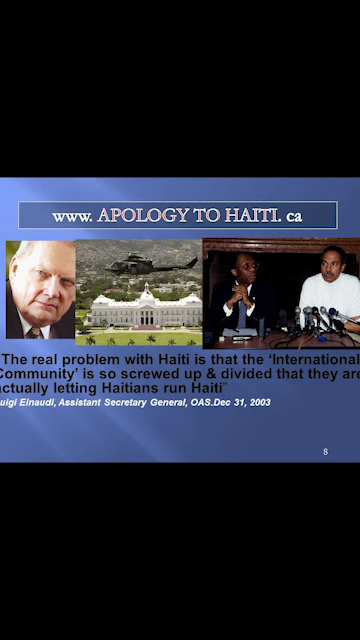 www. APOLOGY TO HAITI. ca
The real problem with Haiti is that the ‘International
Community’ is so screwed up & divided that they are
actually letting Haitians run Haiti”
uigi Einaudi, Assistant Secretary General, OAS.Dec 31, 2003
8